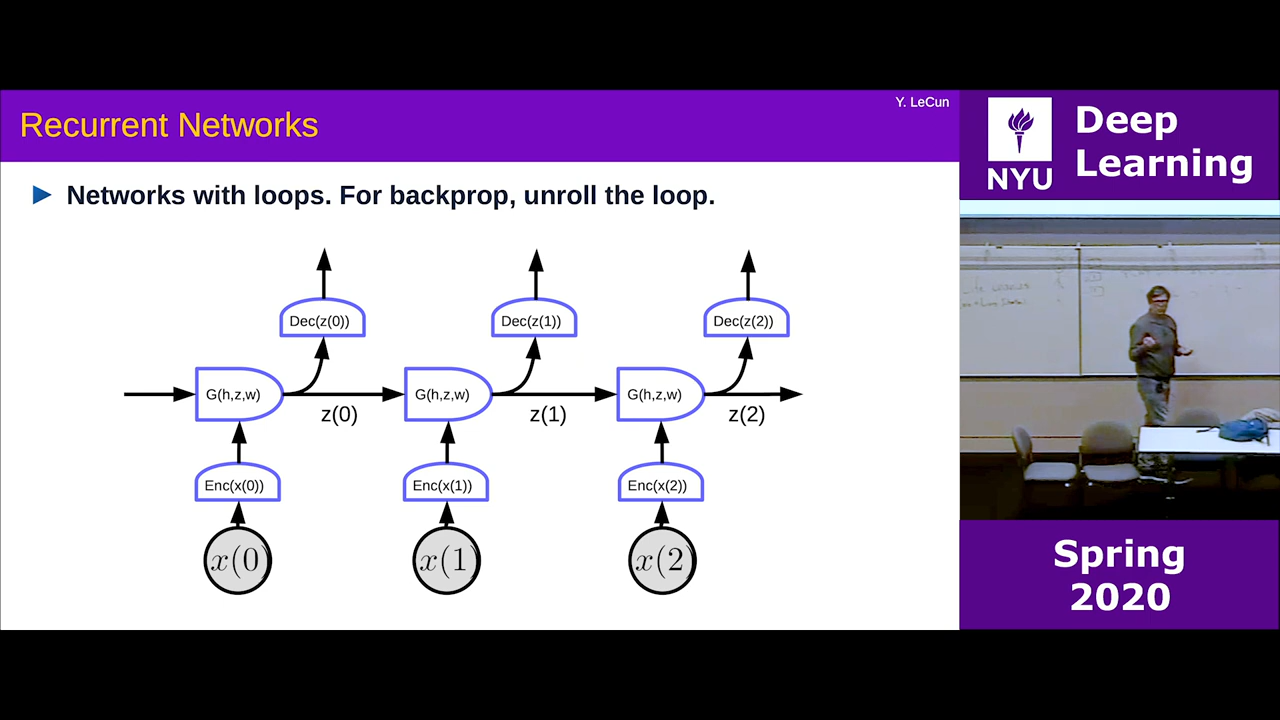 Y. LeCun
Recurrent Networks
Networks with loops. For backprop, unroll the loop.
Dec(z(0)) Dec(z(1)) Dec(z(2))
G(h,z,w) G(h,z,w) G(h,z,w)
z(0) z(1) z(2)
Enc(x(0)) Enc(x(1)) Enc(x(2))
x(0) x(1) x(2)
NYU
Deep
Learning
Spring
2020